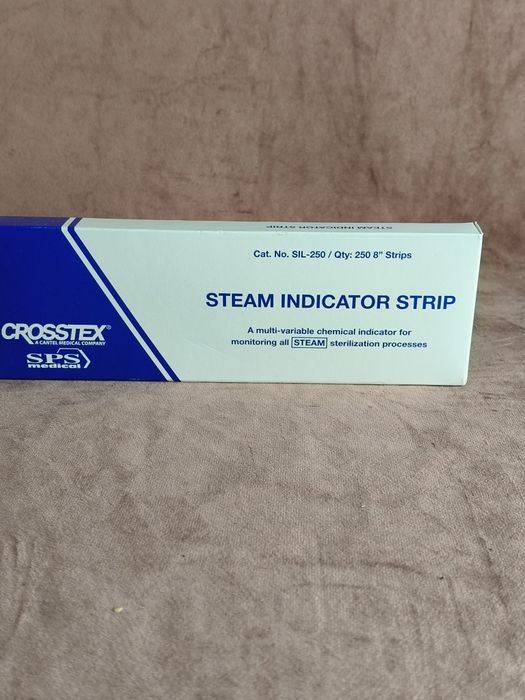 STEAM INDICATOR STRIP
Cat. No. SIL-250 / Qty: 250 8" Strips
STEAM INDICATOR STRIP
A multi-variable chemical indicator for
monitoring all STEAM sterilization processes
CROSSTEX®
A CANTEL MEDICAL COMPANY
SPS
medical